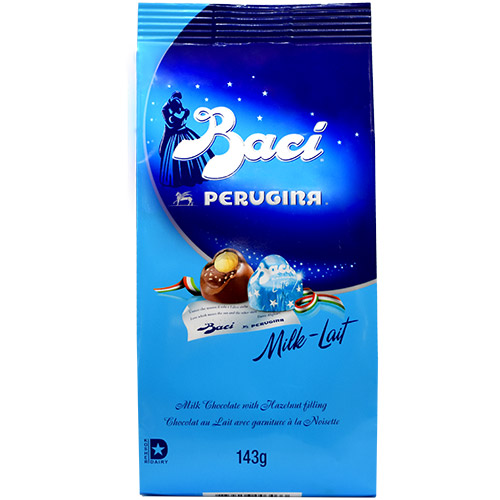 Baci
PERUGINA
Baci PERUGINA
Milk-Lait
Milk Chocolate with Hazelnut filling
Chocolat au Lait avec garniture à la Noisette
DAIRY
143g